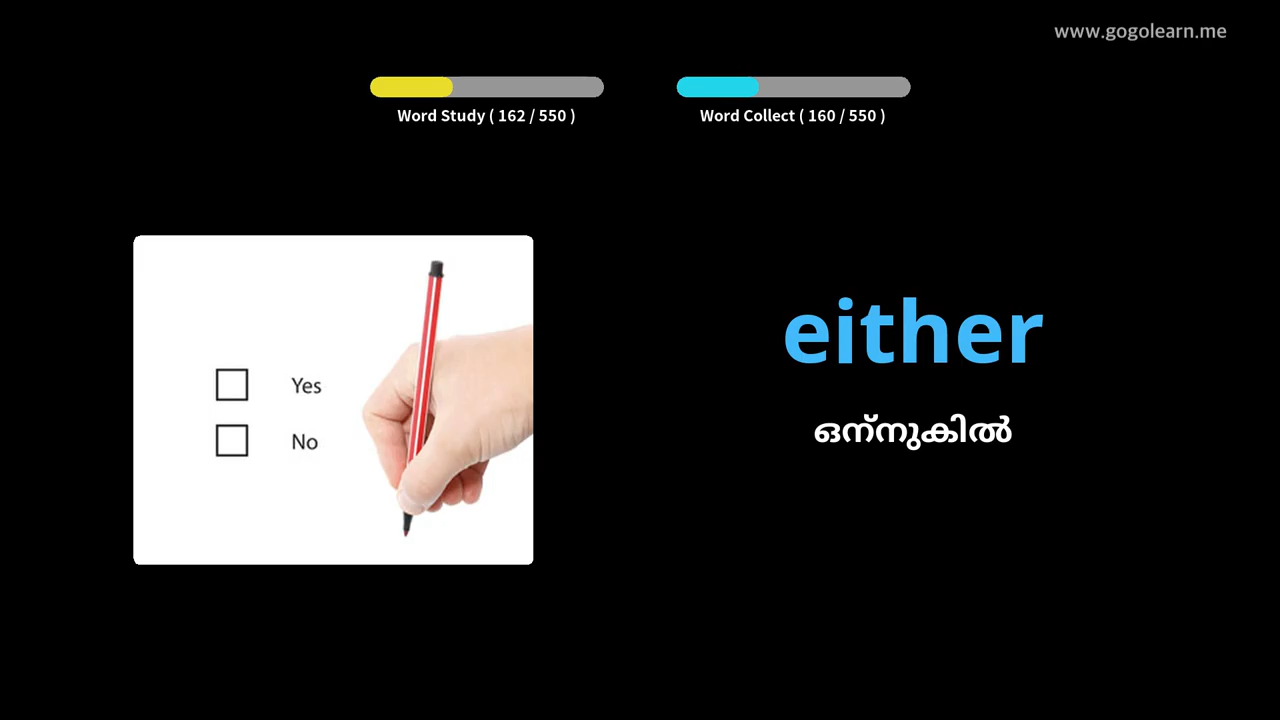 www.gogolearn.me
Word Study ( 162 / 550 )
Word Collect ( 160 / 550 )
Yes
No
either
ഒന്നുകിൽ